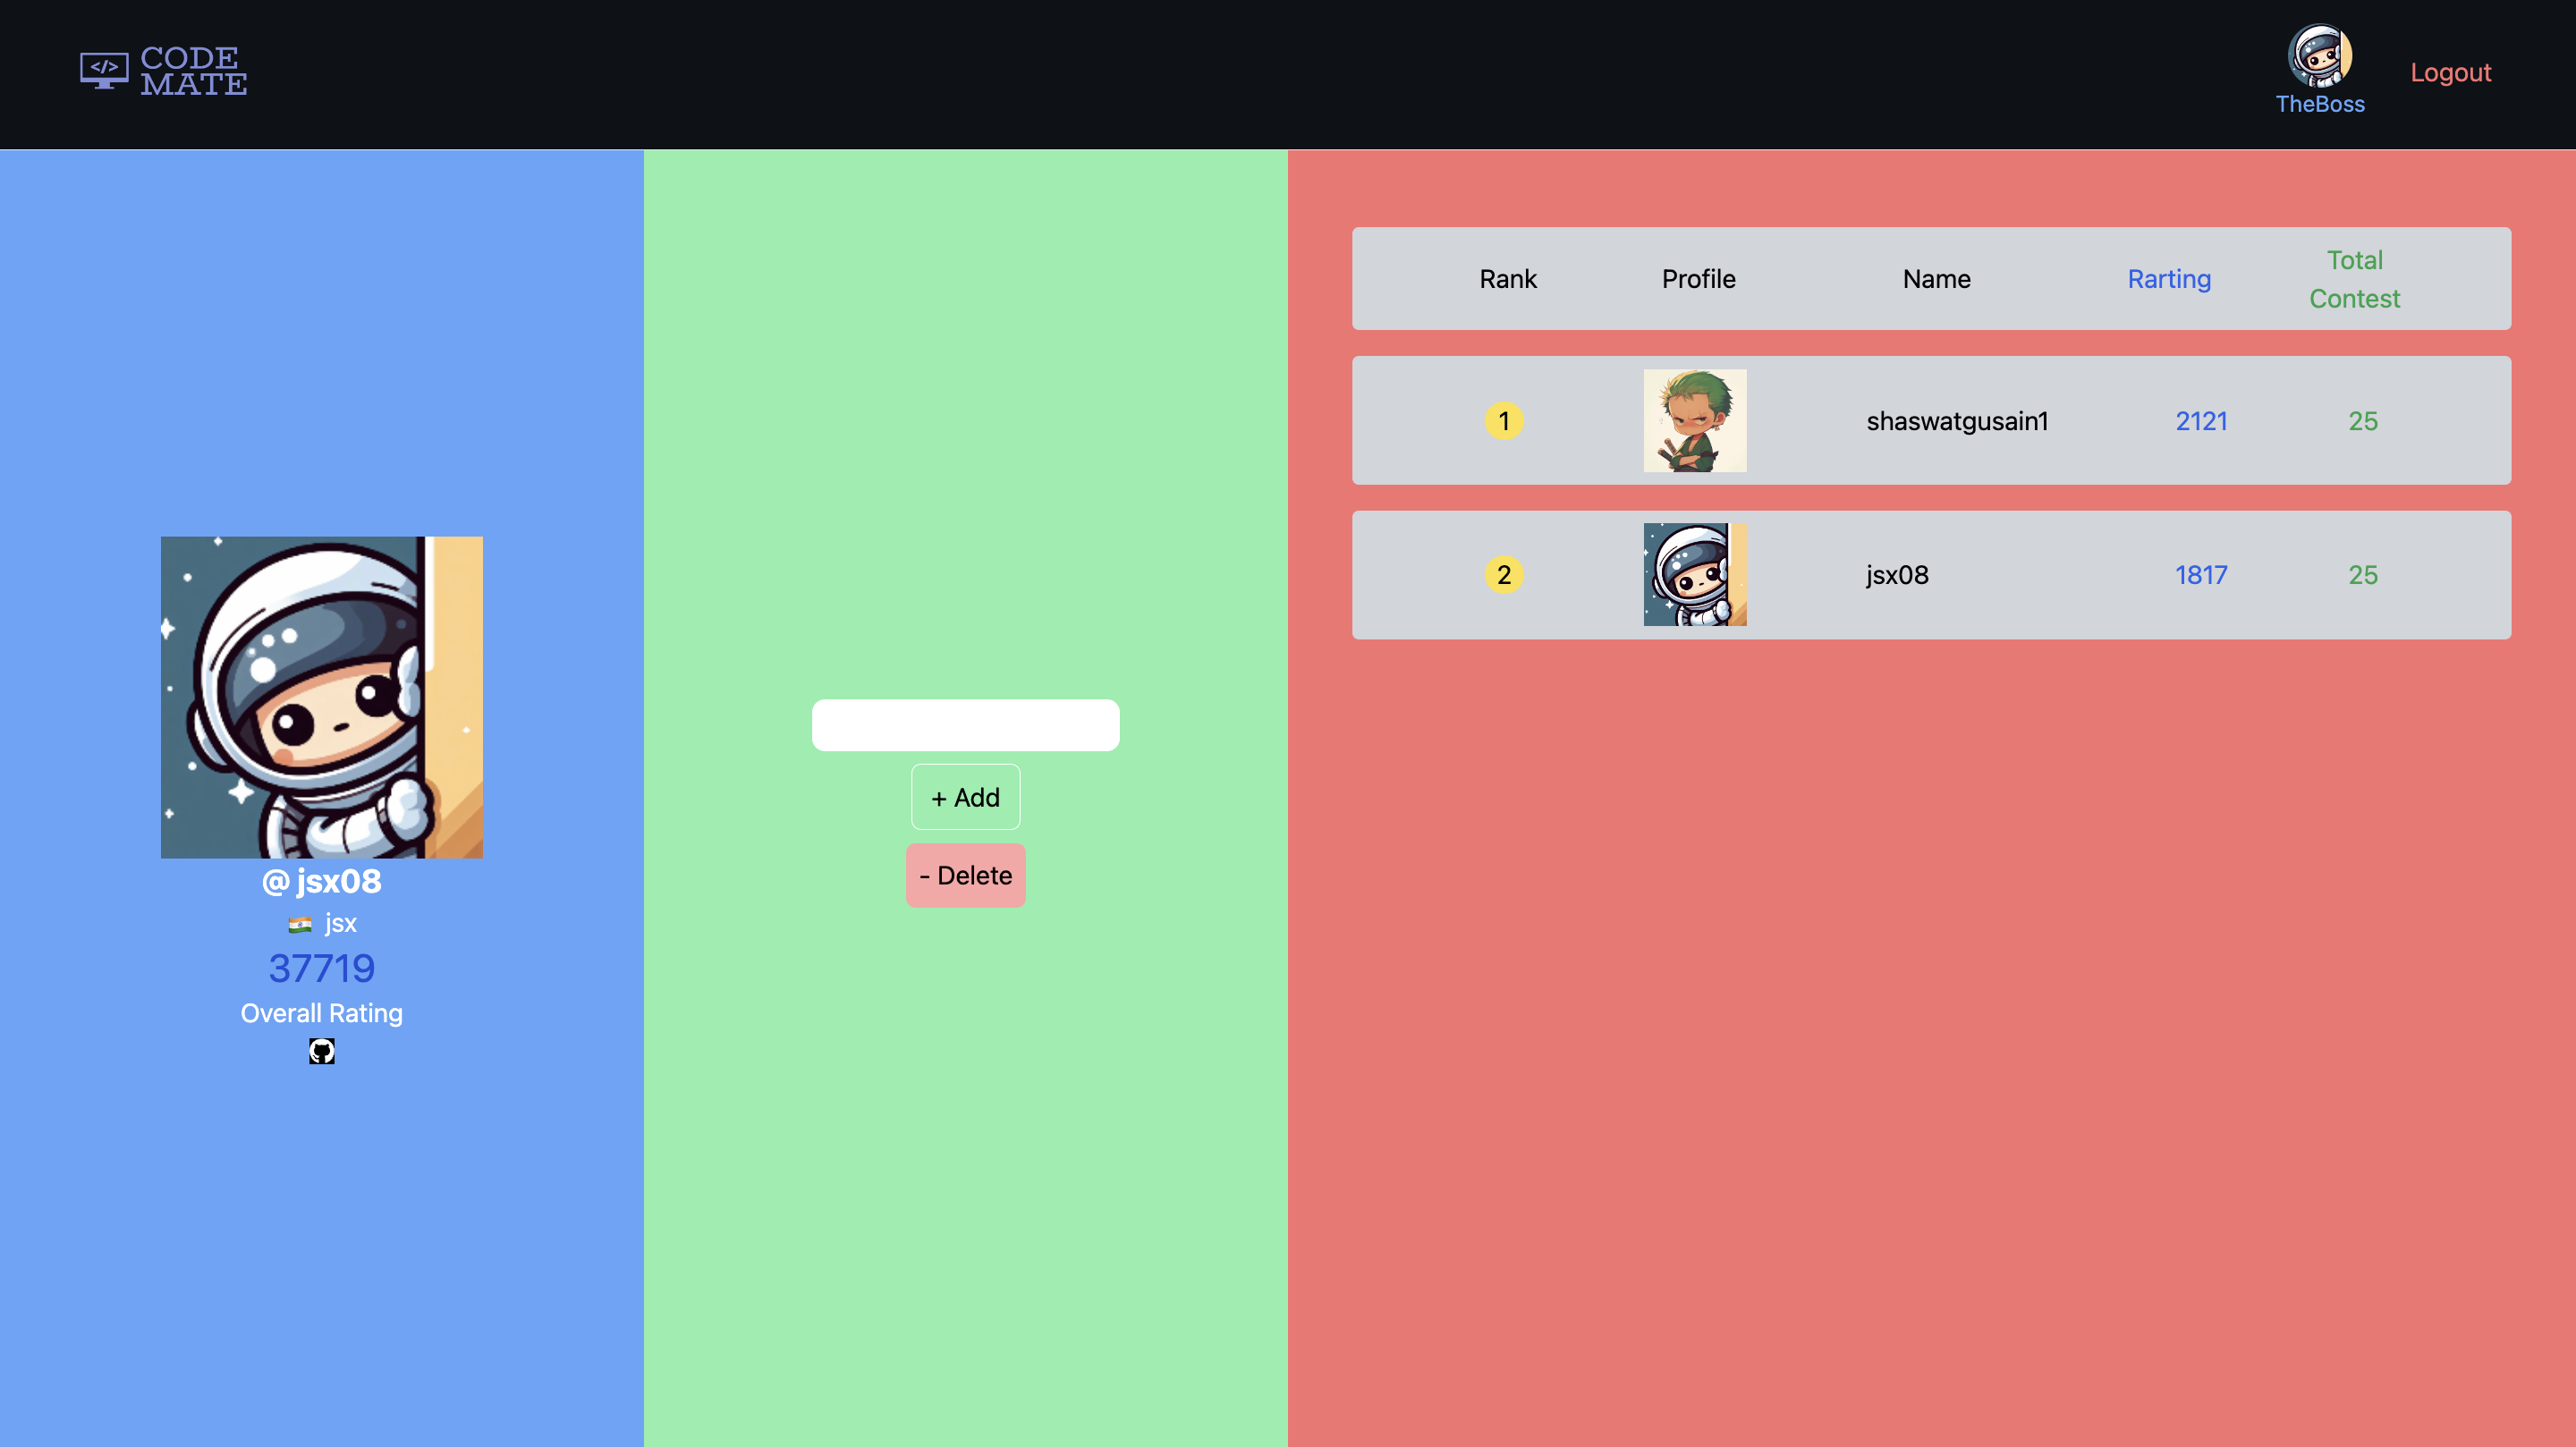 </>
CODE
MATE
TheBoss
Logout
@ jsx08
🇮🇳 jsx
37719
Overall Rating
+ Add
- Delete
Rank Profile Name Rarting Total Contest
1 shaswatgusain1 2121 25
2 jsx08 1817 25